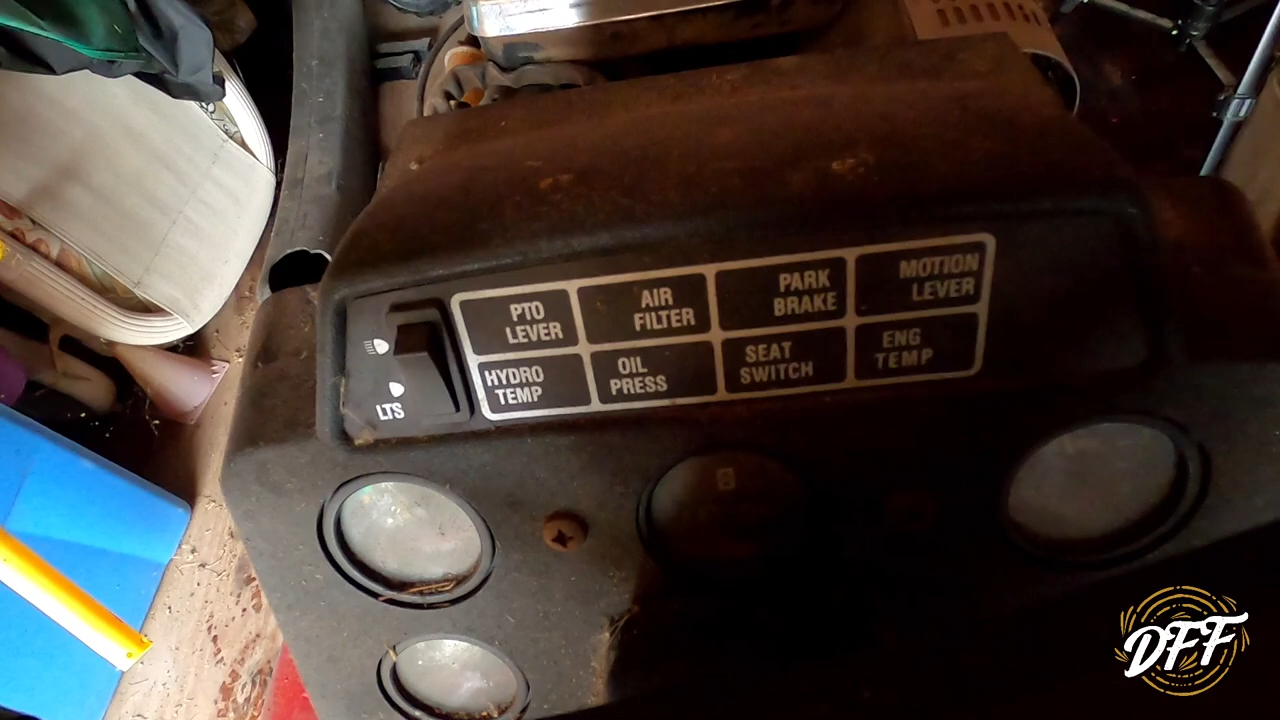 PTO
LEVER
AIR
FILTER
PARK
BRAKE
MOTION
LEVER
HYDRO
TEMP
OIL
PRESS
SEAT
SWITCH
ENG
TEMP
LTS
DFF